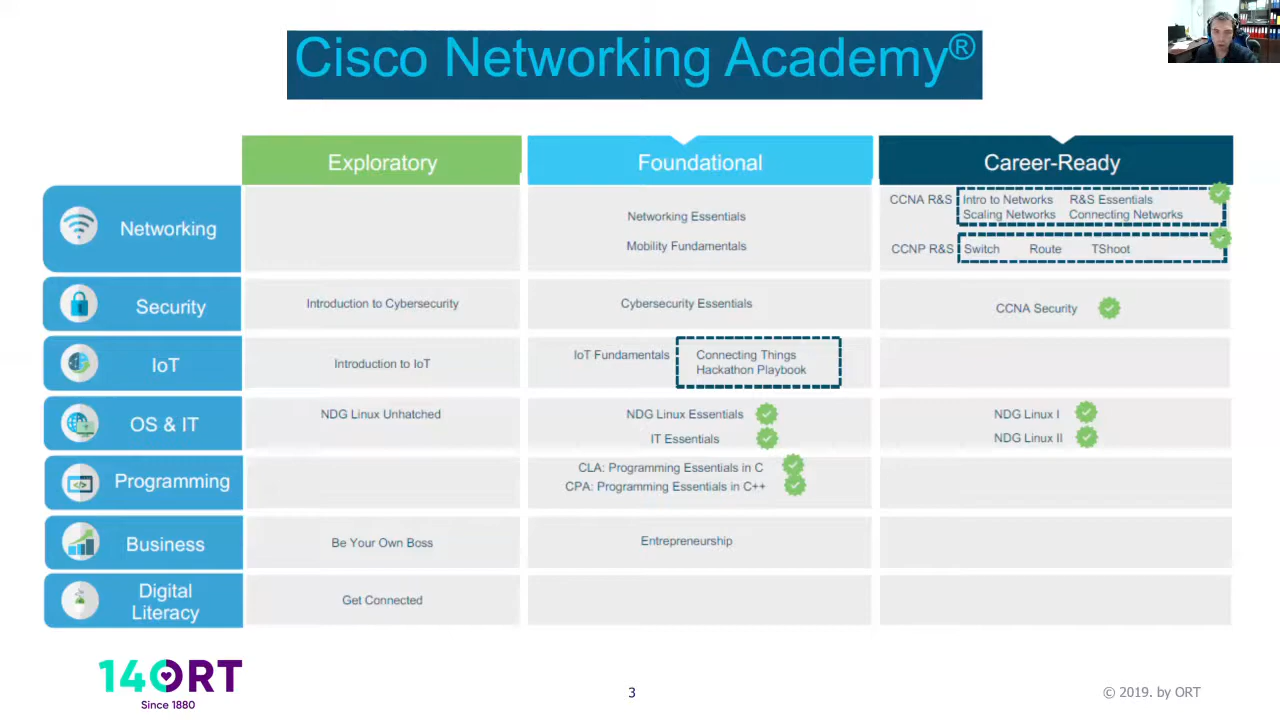 Cisco Networking Academy®
Exploratory
Foundational
Career-Ready
Networking
Networking Essentials
Mobility Fundamentals
CCNA R&S
Intro to Networks R&S Essentials
Scaling Networks Connecting Networks
CCNP R&S
Switch Route TShoot
Security
Introduction to Cybersecurity
Cybersecurity Essentials
CCNA Security
IoT
Introduction to IoT
IoT Fundamentals
Connecting Things
Hackathon Playbook
OS & IT
NDG Linux Unhatched
NDG Linux Essentials
IT Essentials
NDG Linux I
NDG Linux II
Programming
CLA: Programming Essentials in C
CPA: Programming Essentials in C++
Business
Be Your Own Boss
Entrepreneurship
Digital
Literacy
Get Connected
140RT
Since 1880
3
© 2019. by ORT